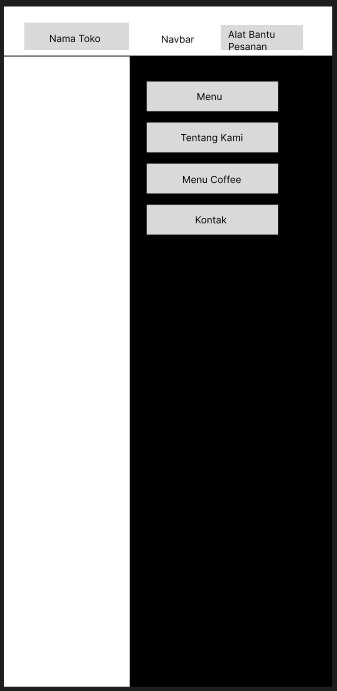 Nama Toko
Navbar
Alat Bantu
Pesanan
Menu
Tentang Kami
Menu Coffee
Kontak